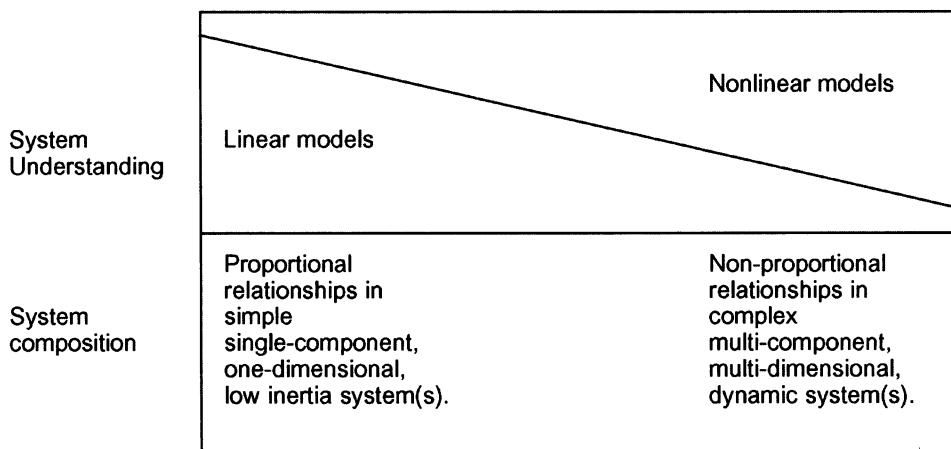 System
Understanding
Linear models
Nonlinear models
System
composition
Proportional
relationships in
simple
single-component,
one-dimensional,
low inertia system(s).
Non-proportional
relationships in
complex
multi-component,
multi-dimensional,
dynamic system(s).